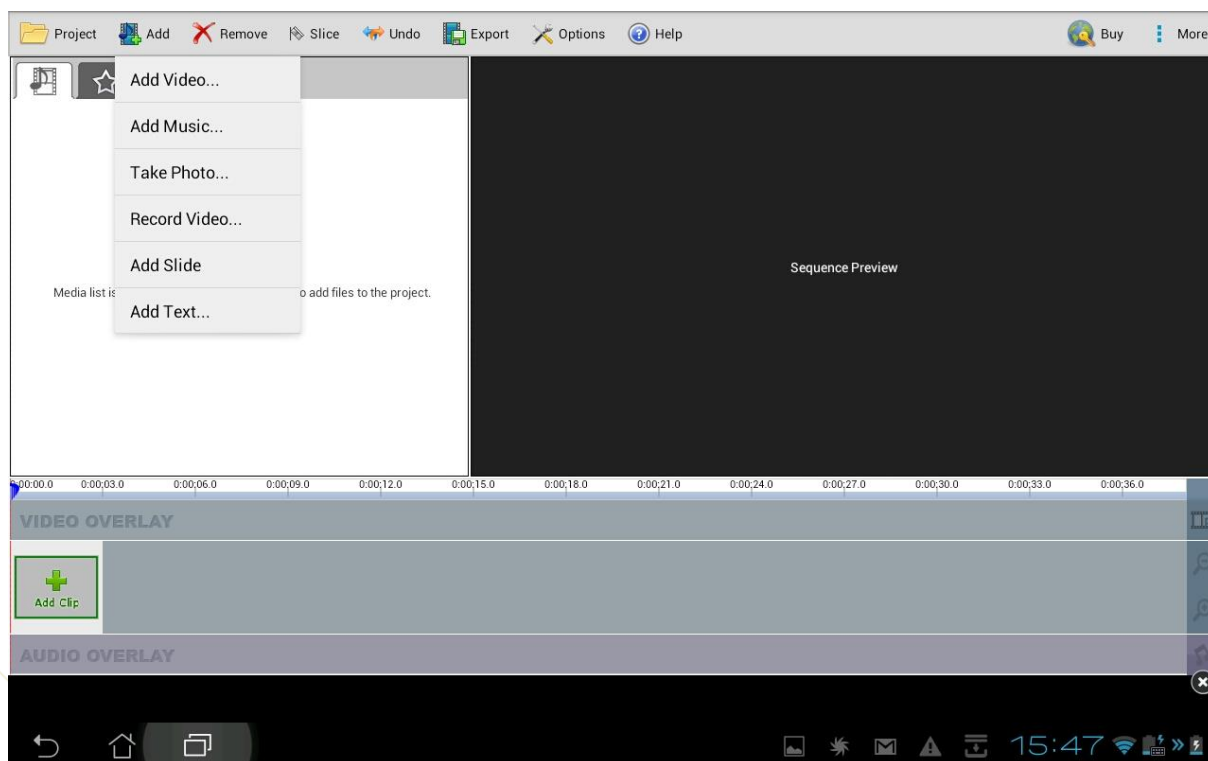 Project Add Remove Slice Undo Export Options Help Buy More
Add Video...
Add Music...
Take Photo...
Record Video...
Add Slide
Add Text...
Media list is o add files to the project.
Sequence Preview
0:00:00.0 0:00:03.0 0:00:06.0 0:00:09.0 0:00:12.0 0:00:15.0 0:00:18.0 0:00:21.0 0:00:24.0 0:00:27.0 0:00:30.0 0:00:33.0 0:00:36.0
VIDEO OVERLAY
Add Clip
AUDIO OVERLAY
15:47